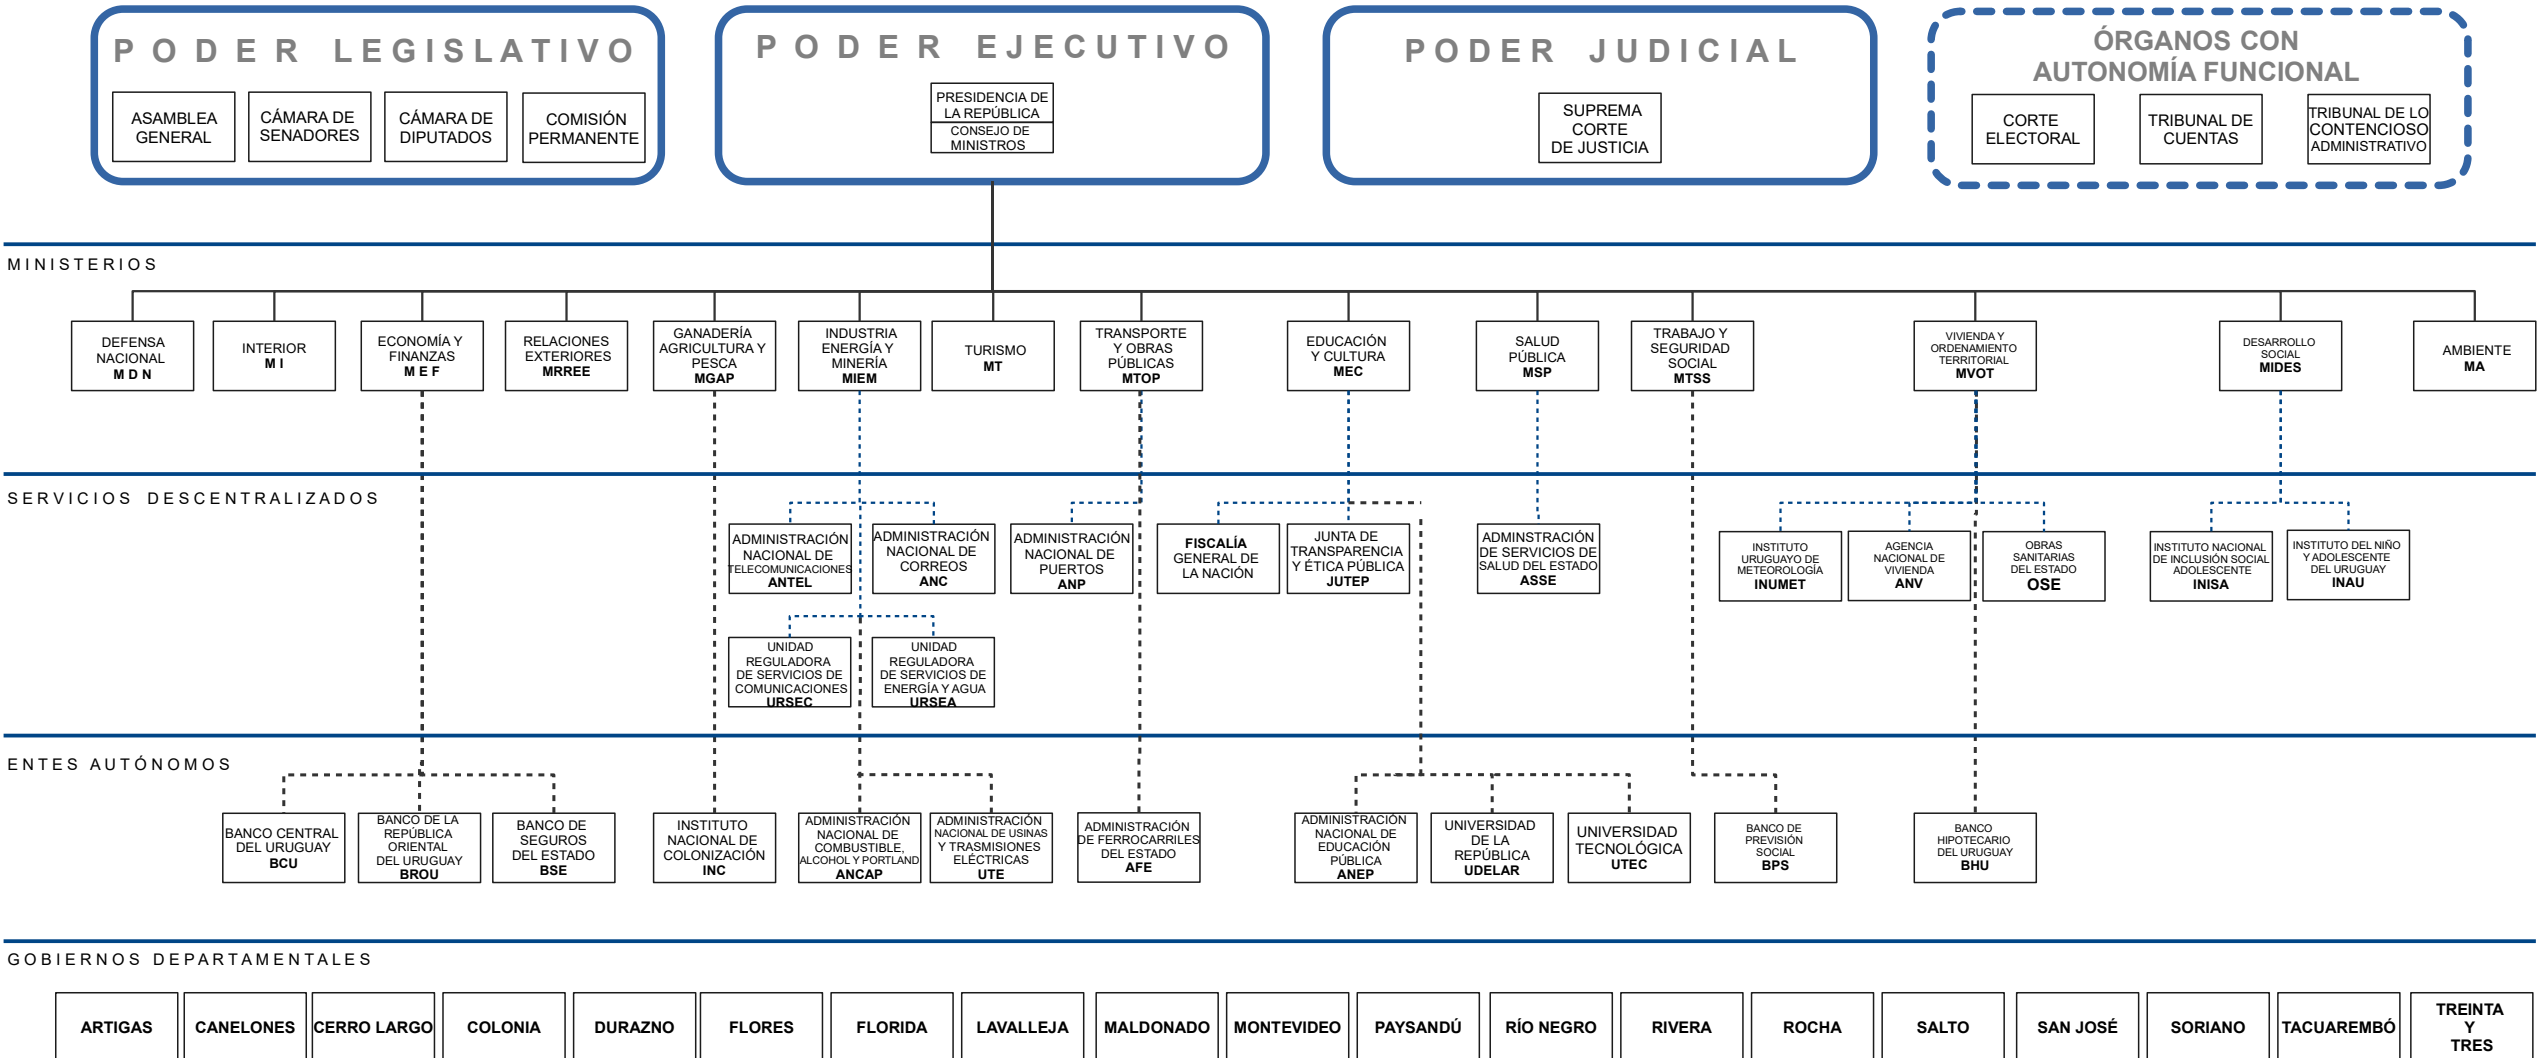 PODER LEGISLATIVO
ASAMBLEA
GENERAL
CÁMARA DE
SENADORES
CÁMARA DE
DIPUTADOS
COMISIÓN
PERMANENTE
PODER EJECUTIVO
PRESIDENCIA DE
LA REPÚBLICA
CONSEJO DE
MINISTROS
PODER JUDICIAL
SUPREMA
CORTE
DE JUSTICIA
ÓRGANOS CON
AUTONOMÍA FUNCIONAL
CORTE
ELECTORAL
TRIBUNAL DE
CUENTAS
TRIBUNAL DE LO
CONTENCIOSO
ADMINISTRATIVO
MINISTERIOS
DEFENSA
NACIONAL
M D N
INTERIOR
M I
ECONOMÍA Y
FINANZAS
M E F
RELACIONES
EXTERIORES
MRREE
GANADERÍA
AGRICULTURA Y
PESCA
MGAP
INDUSTRIA
ENERGÍA Y
MINERÍA
MIEM
TURISMO
MT
TRANSPORTE
Y OBRAS
PÚBLICAS
MTOP
EDUCACIÓN
Y CULTURA
MEC
SALUD
PÚBLICA
MSP
TRABAJO Y
SEGURIDAD
SOCIAL
MTSS
VIVIENDA Y
ORDENAMIENTO
TERRITORIAL
MVOT
DESARROLLO
SOCIAL
MIDES
AMBIENTE
MA
SERVICIOS DESCENTRALIZADOS
ADMINISTRACIÓN
NACIONAL DE
TELECOMUNICACIONES
ANTEL
ADMINISTRACIÓN
NACIONAL DE
CORREOS
ANC
ADMINISTRACIÓN
NACIONAL DE
PUERTOS
ANP
FISCALÍA
GENERAL DE
LA NACIÓN
JUNTA DE
TRANSPARENCIA
Y ÉTICA PÚBLICA
JUTEP
ADMINSTRACIÓN
DE SERVICIOS DE
SALUD DEL ESTADO
ASSE
INSTITUTO
URUGUAYO DE
METEOROLOGÍA
INUMET
AGENCIA
NACIONAL DE
VIVIENDA
ANV
OBRAS
SANITARIAS
DEL ESTADO
OSE
INSTITUTO NACIONAL
DE INCLUSIÓN SOCIAL
ADOLESCENTE
INISA
INSTITUTO DEL NIÑO
Y ADOLESCENTE
DEL URUGUAY
INAU
UNIDAD
REGULADORA
DE SERVICIOS DE
COMUNICACIONES
URSEC
UNIDAD
REGULADORA
DE SERVICIOS DE
ENERGÍA Y AGUA
URSEA
ENTES AUTÓNOMOS
BANCO CENTRAL
DEL URUGUAY
BCU
BANCO DE LA
REPÚBLICA
ORIENTAL
DEL URUGUAY
BROU
BANCO DE
SEGUROS
DEL ESTADO
BSE
INSTITUTO
NACIONAL DE
COLONIZACIÓN
INC
ADMINISTRACIÓN
NACIONAL DE
COMBUSTIBLE,
ALCOHOL Y PORTLAND
ANCAP
ADMINISTRACIÓN
NACIONAL DE USINAS
Y TRASMISIONES
ELÉCTRICAS
UTE
ADMINISTRACIÓN
DE FERROCARRILES
DEL ESTADO
AFE
ADMINISTRACIÓN
NACIONAL DE
EDUCACIÓN
PÚBLICA
ANEP
UNIVERSIDAD
DE LA
REPÚBLICA
UDELAR
UNIVERSIDAD
TECNOLÓGICA
UTEC
BANCO DE
PREVISIÓN
SOCIAL
BPS
BANCO
HIPOTECARIO
DEL URUGUAY
BHU
GOBIERNOS DEPARTAMENTALES
ARTIGAS
CANELONES
CERRO LARGO
COLONIA
DURAZNO
FLORES
FLORIDA
LAVALLEJA
MALDONADO
MONTEVIDEO
PAYSANDÚ
RÍO NEGRO
RIVERA
ROCHA
SALTO
SAN JOSÉ
SORIANO
TACUAREMBÓ
TREINTA
Y
TRES